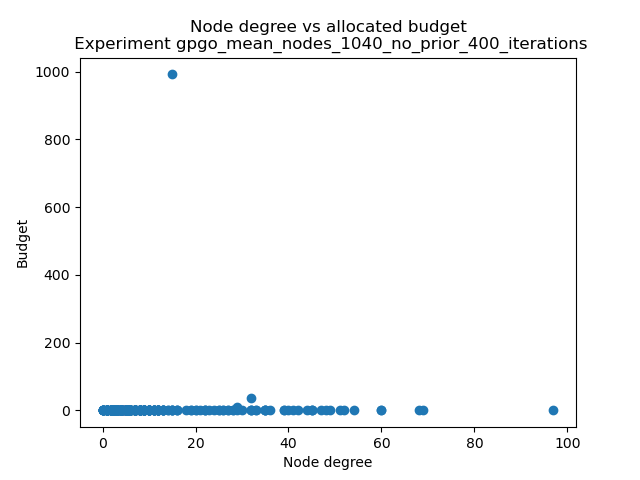 Node degree vs allocated budget
Experiment gpgo_mean_nodes_1040_no_prior_400_iterations
1000
800
600
400
200
0
Budget
0 20 40 60 80 100
Node degree